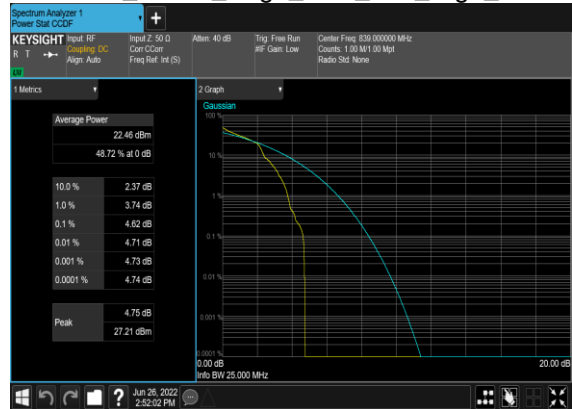 Spectrum Analyzer 1
Power Stat CCDF
KEYSIGHT
R T
Input: RF
Coupling: DC
Align: Auto
Input Z: 50 Ω
Corr CCorr
Freq Ref: Int (S)
Atten: 40 dB
Trig: Free Run
#IF Gain: Low
Center Freq: 839.000000 MHz
Counts: 1.00 M/1.00 Mpt
Radio Std: None
1 Metrics
Average Power
22.46 dBm
48.72 % at 0 dB
10.0 % 2.37 dB
1.0 % 3.74 dB
0.1 % 4.62 dB
0.01 % 4.71 dB
0.001 % 4.73 dB
0.0001 % 4.74 dB
Peak
4.75 dB
27.21 dBm
2 Graph
Gaussian
100 %
10 %
1 %
0.1 %
0.01 %
0.001 %
0.0001 %
0.00 dB 20.00 dB
Info BW 25.000 MHz
Jun 26, 2022
2:52:02 PM